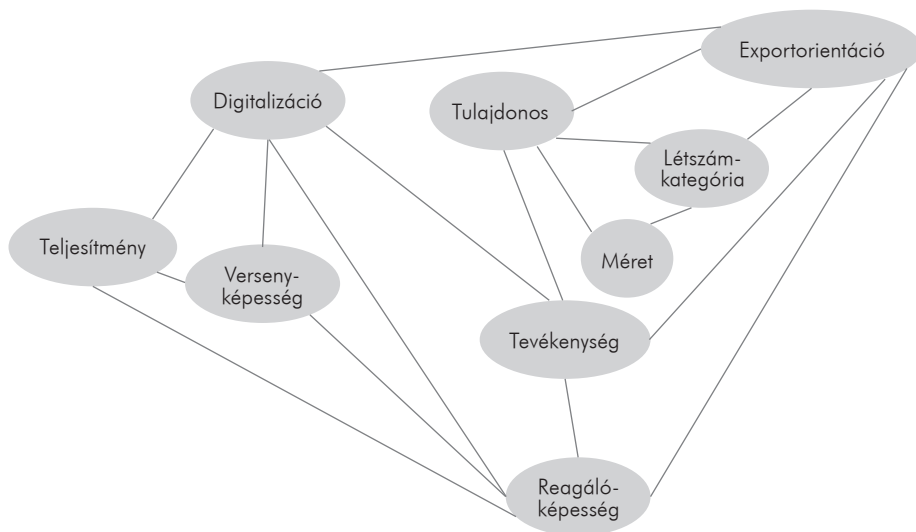 Exportorientáció
Digitalizáció
Tulajdonos
Létszám-
kategória
Teljesítmény
Verseny-
képesség
Méret
Tevékenység
Reagáló-
képesség